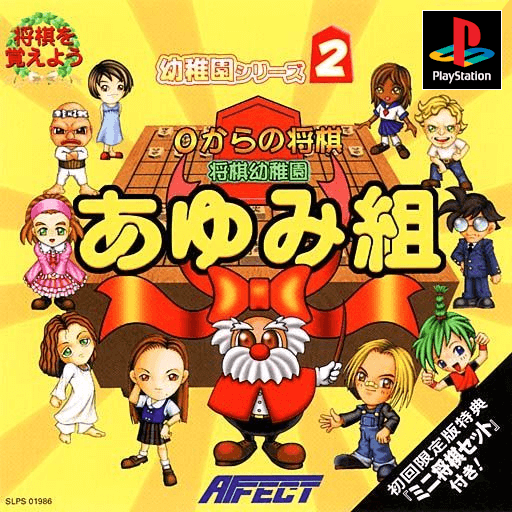 将棋を
覚えよう
幼稚園シリーズ2
PlayStation
0からの将棋
将棋幼稚園
あゆみ組
初回限定版特典
『ミニ将棋セット』
付き!
AFFECT
SLPS 01986